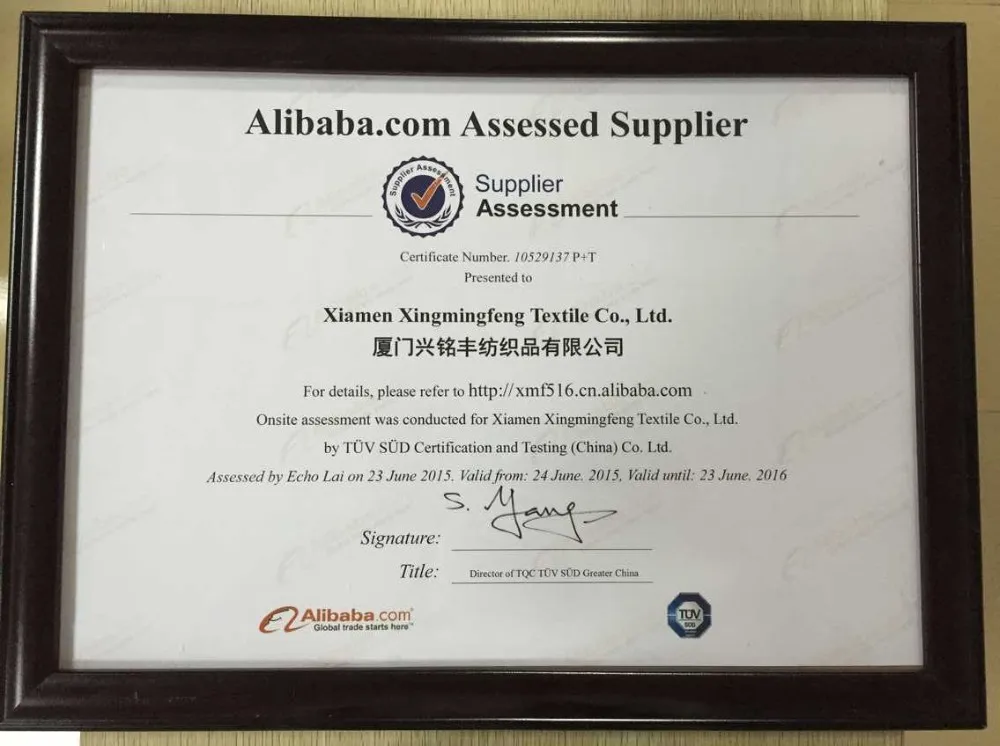 Alibaba.com Assessed Supplier
Supplier Assessment
Supplier
Assessment
Certificate Number. 10529137 P+T
Presented to
Xiamen Xingmingfeng Textile Co., Ltd.
厦门兴铭丰纺织品有限公司
For details, please refer to http://xmf516.cn.alibaba.com
Onsite assessment was conducted for Xiamen Xingmingfeng Textile Co., Ltd.
by TÜV SÜD Certification and Testing (China) Co. Ltd.
Assessed by Echo Lai on 23 June 2015. Valid from: 24 June. 2015, Valid until: 23 June. 2016
S. Yang
Signature:
Title: Director of TQC TÜV SÜD Greater China
Alibaba.com®
Global trade starts here™
TÜV
SÜD